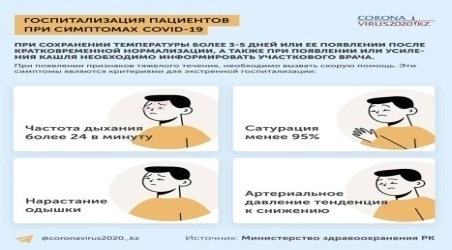 ГОСПИТАЛИЗАЦИЯ ПАЦИЕНТОВ
ПРИ СИМПТОМАХ COVID-19
CORONA
VIRUS2020.KZ
ПРИ СОХРАНЕНИИ ТЕМПЕРАТУРЫ БОЛЕЕ 3-5 ДНЕЙ ИЛИ ЕЕ ПОЯВЛЕНИИ ПОСЛЕ
КРАТКОВРЕМЕННОЙ НОРМАЛИЗАЦИИ, А ТАКЖЕ ПРИ ПОЯВЛЕНИИ ИЛИ УСИЛЕ-
НИЯ КАШЛЯ НЕОБХОДИМО ИНФОРМИРОВАТЬ УЧАСТКОВОГО ВРАЧА.
При появлении признаков тяжелого течения, необходимо вызвать скорую помощь. Эти
симптомы являются критериями для экстренной госпитализации:
Частота дыхания
более 24 в минуту
Сатурация
менее 95%
Нарастание
одышки
Артериальное
давление тенденция
к снижению
@coronavirus2020_kz
Источник: Министерство здравоохранения РК